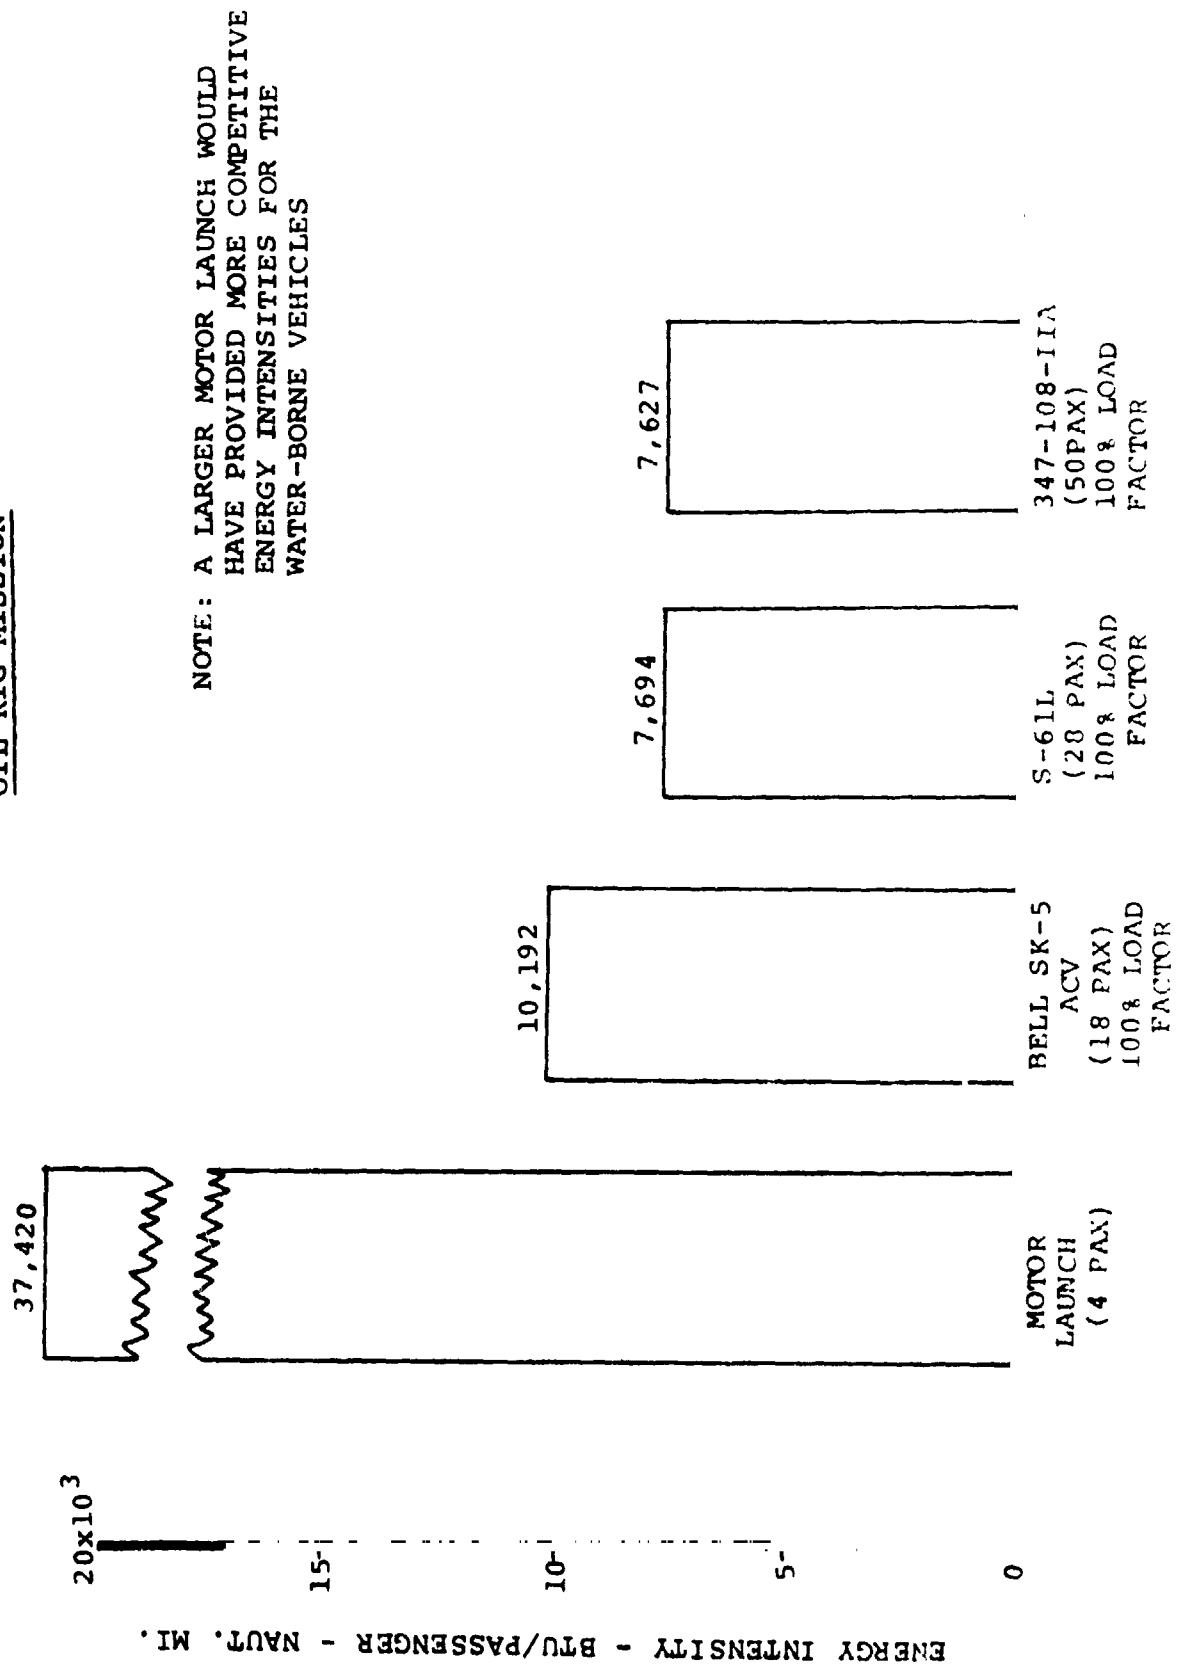 OIL RIG MISSION
NOTE: A LARGER MOTOR LAUNCH WOULD
HAVE PROVIDED MORE COMPETITIVE
ENERGY INTENSITIES FOR THE
WATER-BORNE VEHICLES
ENERGY INTENSITY - BTU/PASSENGER - NAUT. MI.
20x10³
15-
10-
5-
0
37,420
10,192
7,694
7,627
MOTOR
LAUNCH
(4 PAX)
BELL SK-5
ACV
(18 PAX)
100% LOAD
FACTOR
S-61L
(28 PAX)
100% LOAD
FACTOR
347-108-IIA
(50PAX)
100% LOAD
FACTOR